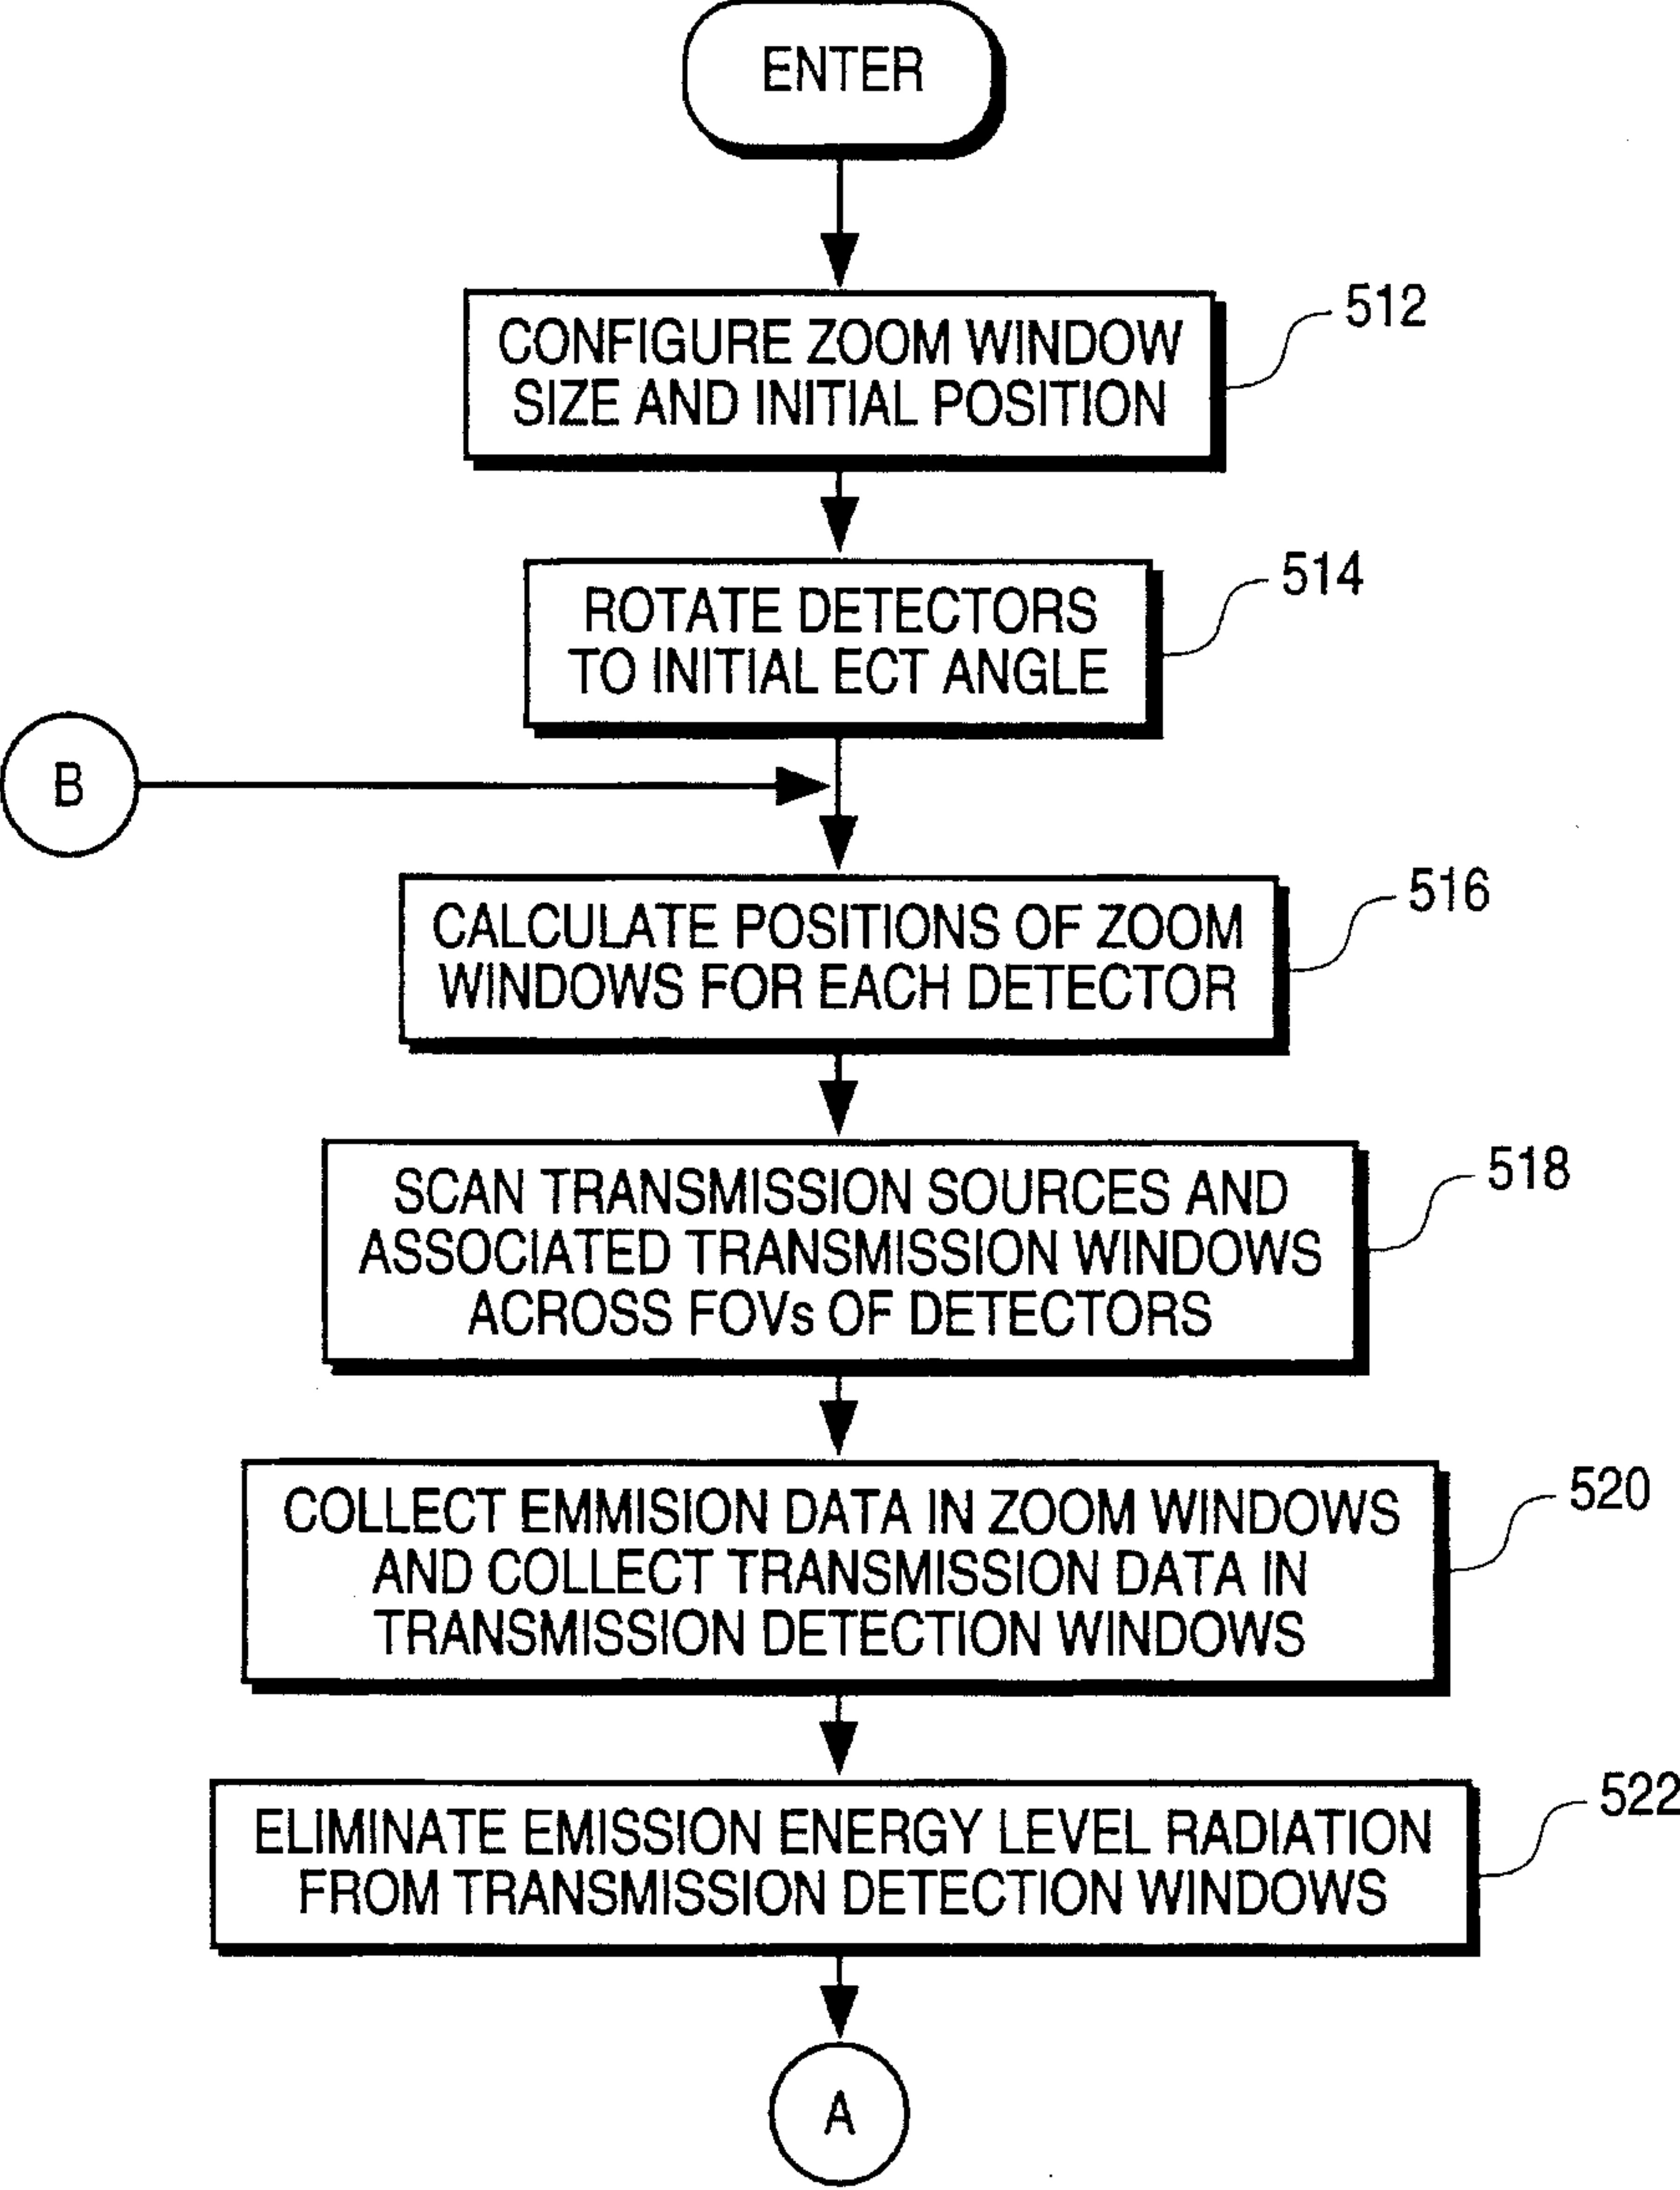 ENTER
512
CONFIGURE ZOOM WINDOW
SIZE AND INITIAL POSITION
514
ROTATE DETECTORS
TO INITIAL ECT ANGLE
B
516
CALCULATE POSITIONS OF ZOOM
WINDOWS FOR EACH DETECTOR
518
SCAN TRANSMISSION SOURCES AND
ASSOCIATED TRANSMISSION WINDOWS
ACROSS FOVs OF DETECTORS
520
COLLECT EMMISION DATA IN ZOOM WINDOWS
AND COLLECT TRANSMISSION DATA IN
TRANSMISSION DETECTION WINDOWS
522
ELIMINATE EMISSION ENERGY LEVEL RADIATION
FROM TRANSMISSION DETECTION WINDOWS
A